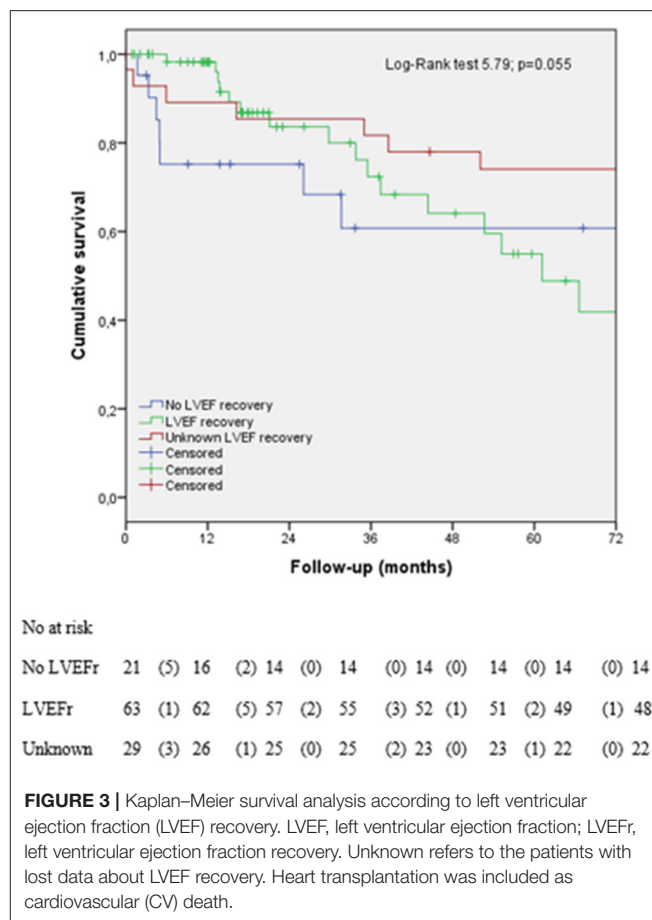 Log-Rank test 5.79; p=0.055
Cumulative survival
1,0
0,8
0,6
0,4
0,2
0,0
No LVEF recovery
LVEF recovery
Unknown LVEF recovery
Censored
Censored
Censored
0 12 24 36 48 60 72
Follow-up (months)
No at risk
No LVEFr 21 (5) 16 (2) 14 (0) 14 (0) 14 (0) 14 (0) 14 (0) 14
LVEFr 63 (1) 62 (5) 57 (2) 55 (3) 52 (1) 51 (2) 49 (1) 48
Unknown 29 (3) 26 (1) 25 (0) 25 (2) 23 (0) 23 (1) 22 (0) 22
FIGURE 3 | Kaplan–Meier survival analysis according to left ventricular
ejection fraction (LVEF) recovery. LVEF, left ventricular ejection fraction; LVEFr,
left ventricular ejection fraction recovery. Unknown refers to the patients with
lost data about LVEF recovery. Heart transplantation was included as
cardiovascular (CV) death.